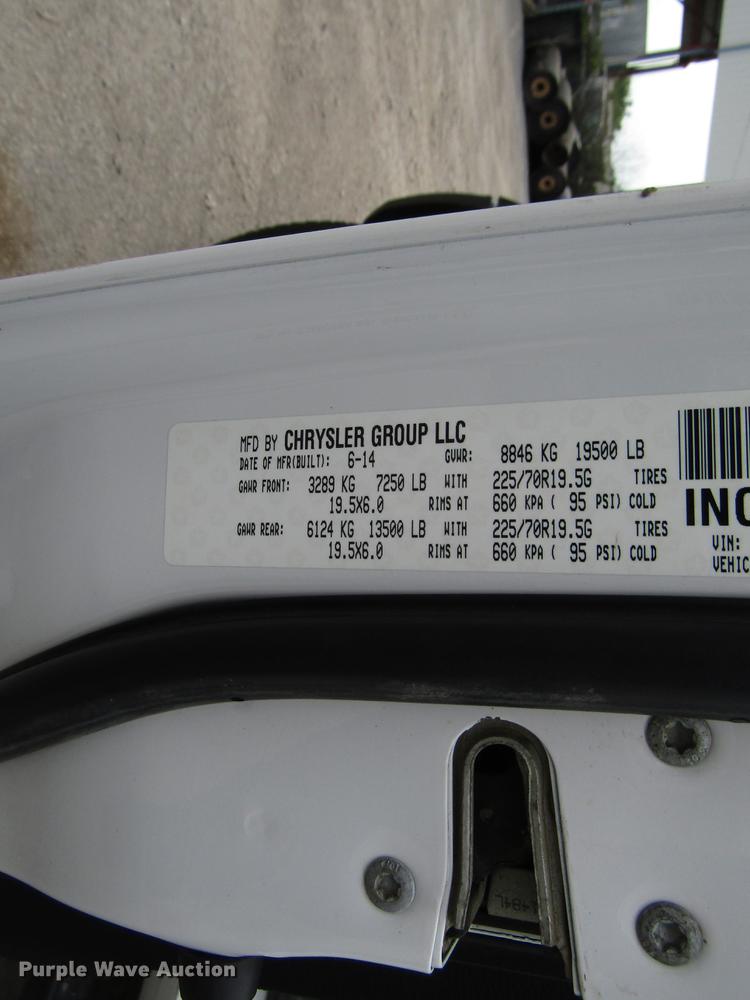 MFD BY CHRYSLER GROUP LLC
DATE OF MFR(BUILT): 6-14 GVWR: 8846 KG 19500 LB
GAWR FRONT: 3289 KG 7250 LB WITH 225/70R19.5G TIRES
19.5X6.0 RIMS AT 660 KPA ( 95 PSI) COLD
GAWR REAR: 6124 KG 13500 LB WITH 225/70R19.5G TIRES
19.5X6.0 RIMS AT 660 KPA ( 95 PSI) COLD
VIN:
Purple Wave Auction